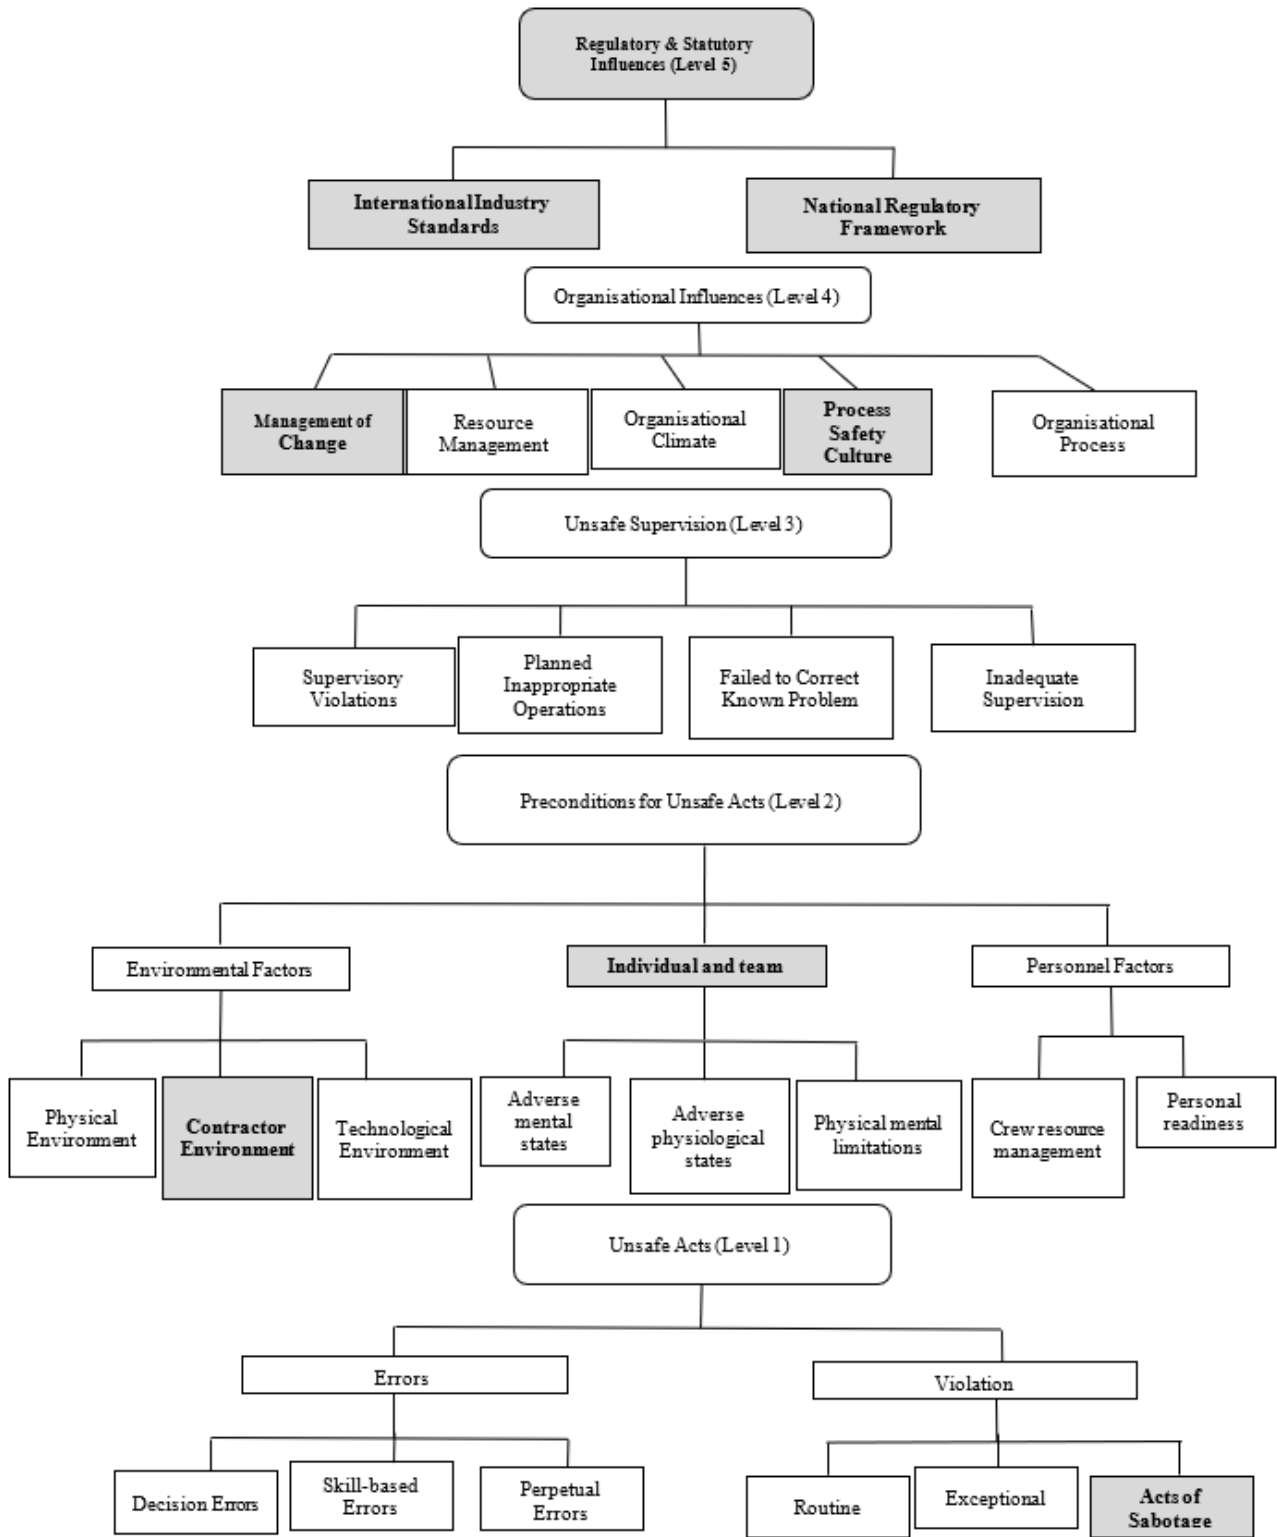 Regulatory & Statutory
Influences (Level 5)
International Industry
Standards
National Regulatory
Framework
Organisational Influences (Level 4)
Management of
Change
Resource
Management
Organisational
Climate
Process
Safety
Culture
Organisational
Process
Unsafe Supervision (Level 3)
Supervisory
Violations
Planned
Inappropriate
Operations
Failed to Correct
Known Problem
Inadequate
Supervision
Preconditions for Unsafe Acts (Level 2)
Environmental Factors
Individual and team
Personnel Factors
Physical
Environment
Contractor
Environment
Technological
Environment
Adverse
mental
states
Adverse
physiological
states
Physical mental
limitations
Crew resource
management
Personal
readiness
Unsafe Acts (Level 1)
Errors
Violation
Decision Errors
Skill-based
Errors
Perpetual
Errors
Routine
Exceptional
Acts of
Sabotage